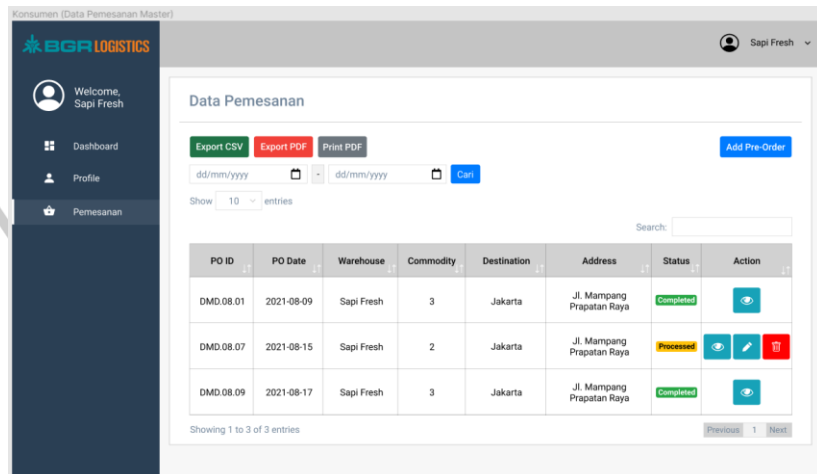 Konsumen (Data Pemesanan Master)
BGR LOGISTICS
Sapi Fresh
Welcome,
Sapi Fresh
Dashboard
Profile
Pemesanan
Data Pemesanan
Export CSV Export PDF Print PDF Add Pre-Order
dd/mm/yyyy - dd/mm/yyyy Cari
Show 10 entries
Search:
PO ID PO Date Warehouse Commodity Destination Address Status Action
DMD.08.01 2021-08-09 Sapi Fresh 3 Jakarta Jl. Mampang Prapatan Raya Completed
DMD.08.07 2021-08-15 Sapi Fresh 2 Jakarta Jl. Mampang Prapatan Raya Processed
DMD.08.09 2021-08-17 Sapi Fresh 3 Jakarta Jl. Mampang Prapatan Raya Completed
Showing 1 to 3 of 3 entries
Previous 1 Next